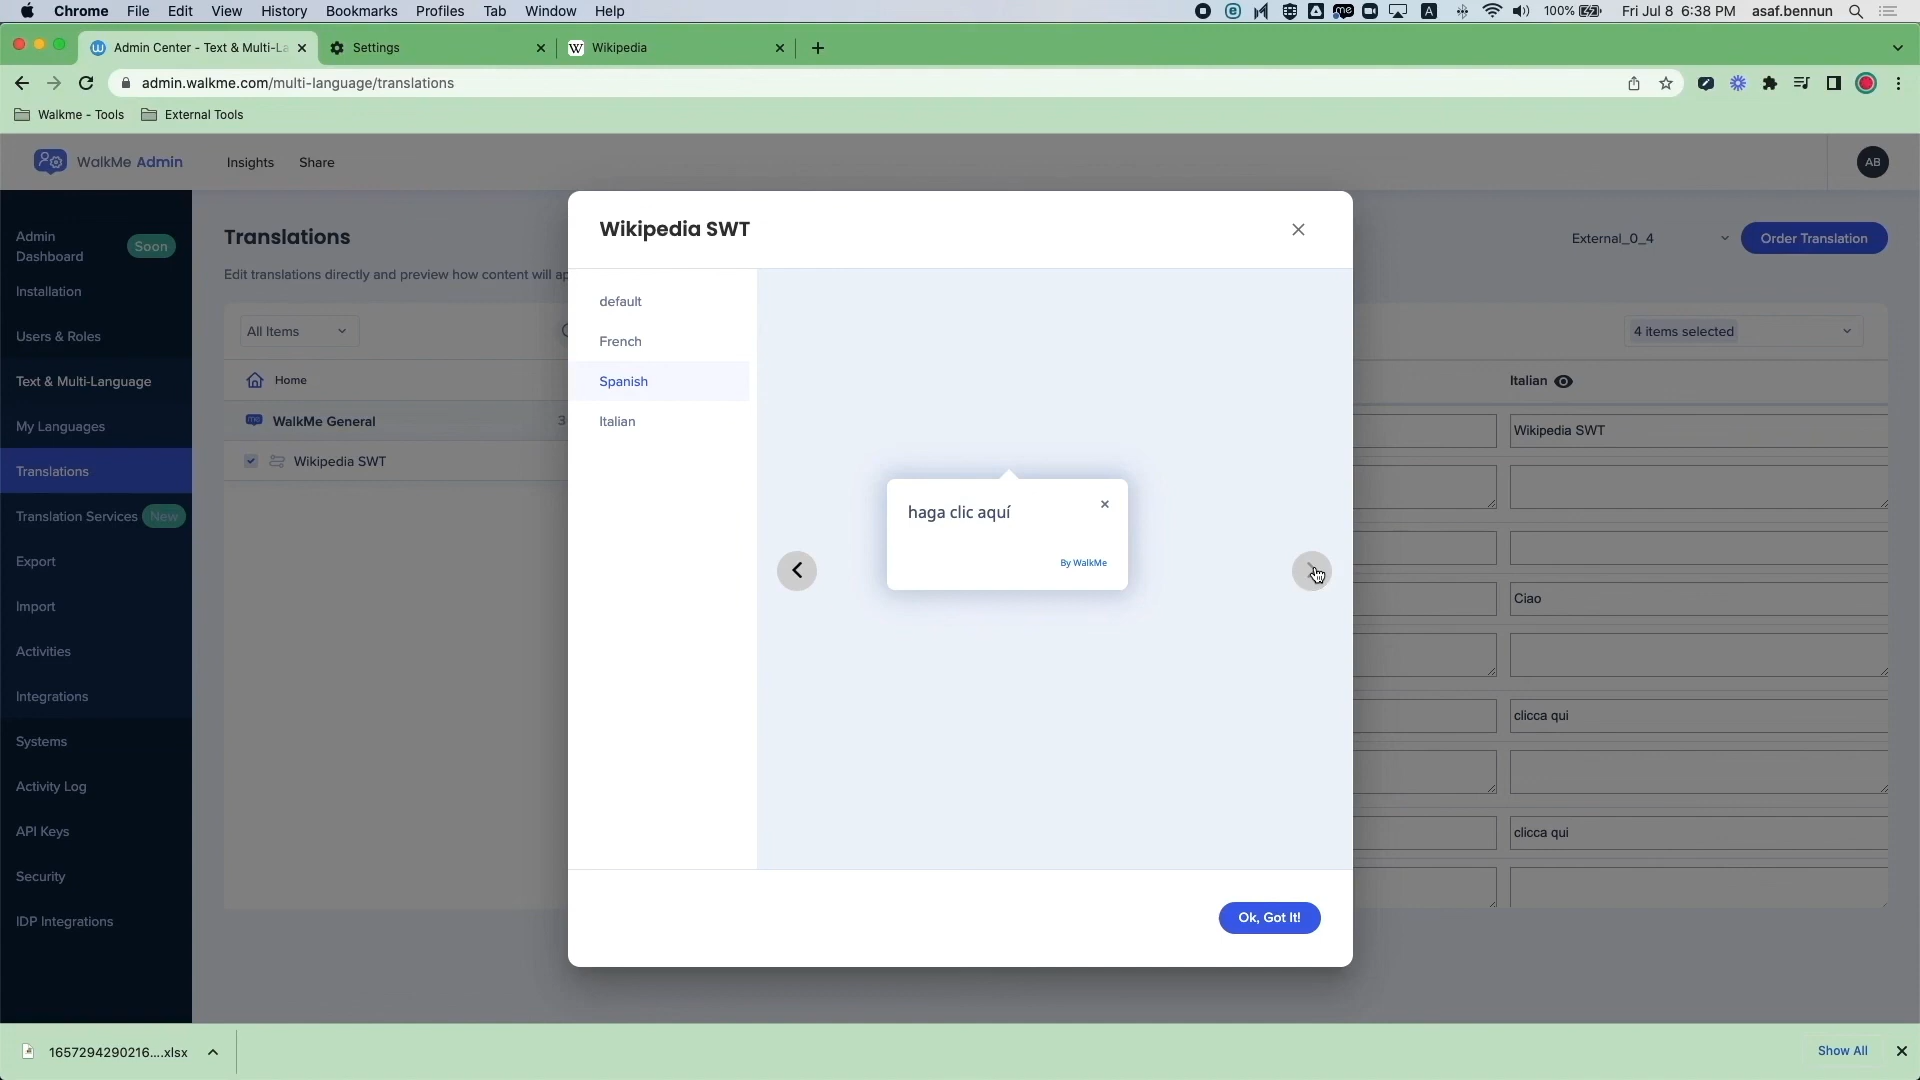 Chrome File Edit View History Bookmarks Profiles Tab Window Help 100% Fri Jul 8 6:38 PM asaf.bennun
Admin Center - Text & Multi-La Settings Wikipedia
admin.walkme.com/multi-language/translations
Walkme - Tools External Tools
WalkMe Admin Insights Share AB
Admin Dashboard Soon
Installation
Users & Roles
Text & Multi-Language
My Languages
Translations
Translation Services New
Export
Import
Activities
Integrations
Systems
Activity Log
API Keys
Security
IDP Integrations
Translations
External_0_4 Order Translation
Edit translations directly and preview how content will ap
All Items
4 items selected
Home
Italian
WalkMe General 3
Wikipedia SWT
Wikipedia SWT
Ciao
clicca qui
clicca qui
Wikipedia SWT
default
French
Spanish
Italian
haga clic aquí
By WalkMe
Ok, Got It!
1657294290216....xlsx
Show All